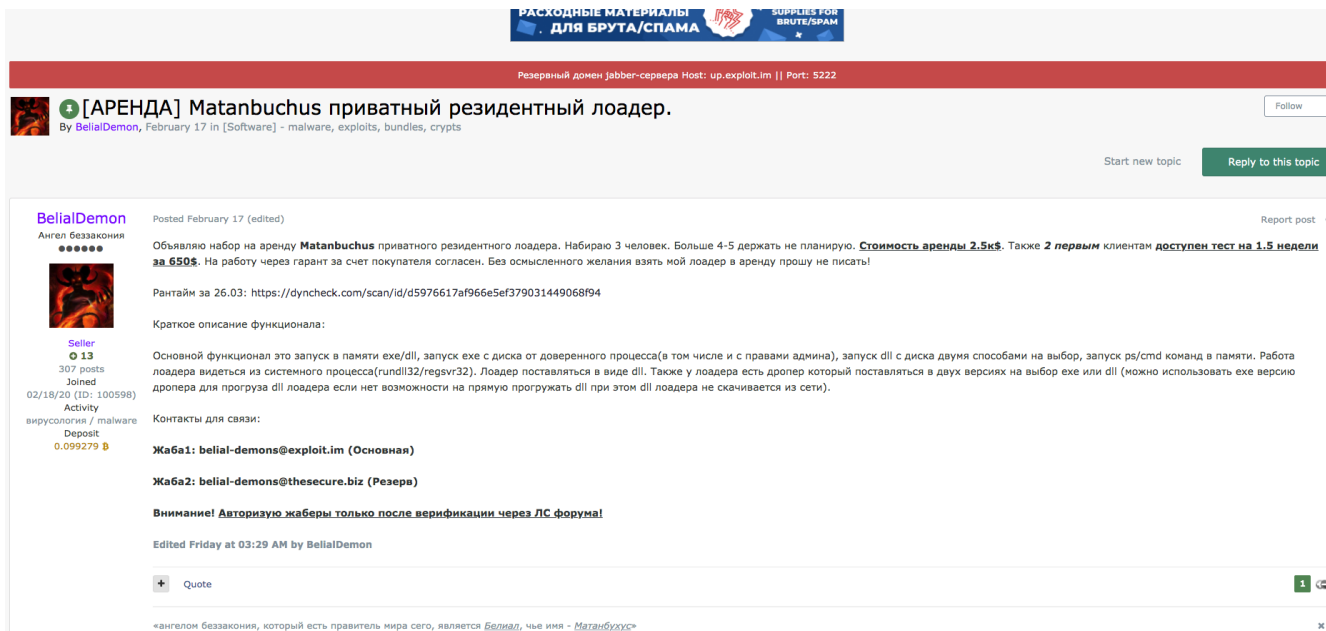 РАСХОДНЫЕ МАТЕРИАЛЫ
ДЛЯ БРУТА/СПАМА
SUPPLIES FOR
BRUTE/SPAM
Резервный домен jabber-сервера Host: up.exploit.im || Port: 5222
[АРЕНДА] Matanbuchus приватный резидентный лоадер.
By BelialDemon, February 17 in [Software] - malware, exploits, bundles, crypts
Follow
Start new topic
Reply to this topic
BelialDemon
Ангел беззакония
Seller
13
307 posts
Joined
02/18/20 (ID: 100598)
Activity
вирусология / malware
Deposit
0.099279 ₿
Posted February 17 (edited)
Report post
Объявляю набор на аренду Matanbuchus приватного резидентного лоадера. Набираю 3 человек. Больше 4-5 держать не планирую. Стоимость аренды 2.5к$. Также 2 первым клиентам доступен тест на 1.5 недели
за 650$. На работу через гарант за счет покупателя согласен. Без осмысленного желания взять мой лоадер в аренду прошу не писать!
Рантайм за 26.03: https://dyncheck.com/scan/id/d5976617af966e5ef379031449068f94
Краткое описание функционала:
Основной функционал это запуск в памяти exe/dll, запуск exe с диска от доверенного процесса(в том числе и с правами админа), запуск dll с диска двумя способами на выбор, запуск ps/cmd команд в памяти. Работа
лоадера видеться из системного процесса(rundll32/regsvr32). Лоадер поставляться в виде dll. Также у лоадера есть дропер который поставляться в двух версиях на выбор exe или dll (можно использовать exe версию
дропера для прогруза dll лоадера если нет возможности на прямую прогружать dll при этом dll лоадера не скачивается из сети).
Контакты для связи:
Жаба1: belial-demons@exploit.im (Основная)
Жаба2: belial-demons@thesecure.biz (Резерв)
Внимание! Авторизую жаберы только после верификации через ЛС форума!
Edited Friday at 03:29 AM by BelialDemon
+ Quote
1
«ангелом беззакония, который есть правитель мира сего, является Белиал, чье имя - Матанбухус»